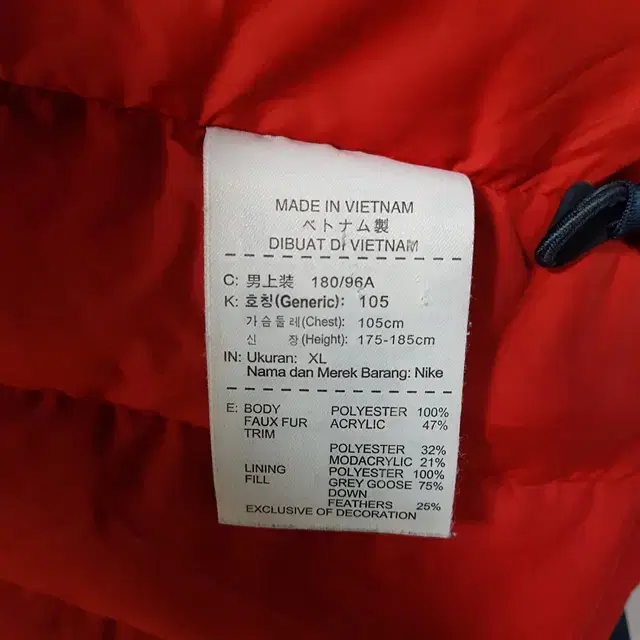 MADE IN VIETNAM
ベトナム製
DIBUAT DI VIETNAM
C: 男上装 180/96A
K: 호칭(Generic): 105
가슴둘레(Chest): 105cm
신 장(Height): 175-185cm
IN: Ukuran: XL
Nama dan Merek Barang: Nike
E: BODY POLYESTER 100%
FAUX FUR ACRYLIC 47%
TRIM
POLYESTER 32%
MODACRYLIC 21%
LINING POLYESTER 100%
FILL GREY GOOSE 75%
DOWN
FEATHERS 25%
EXCLUSIVE OF DECORATION